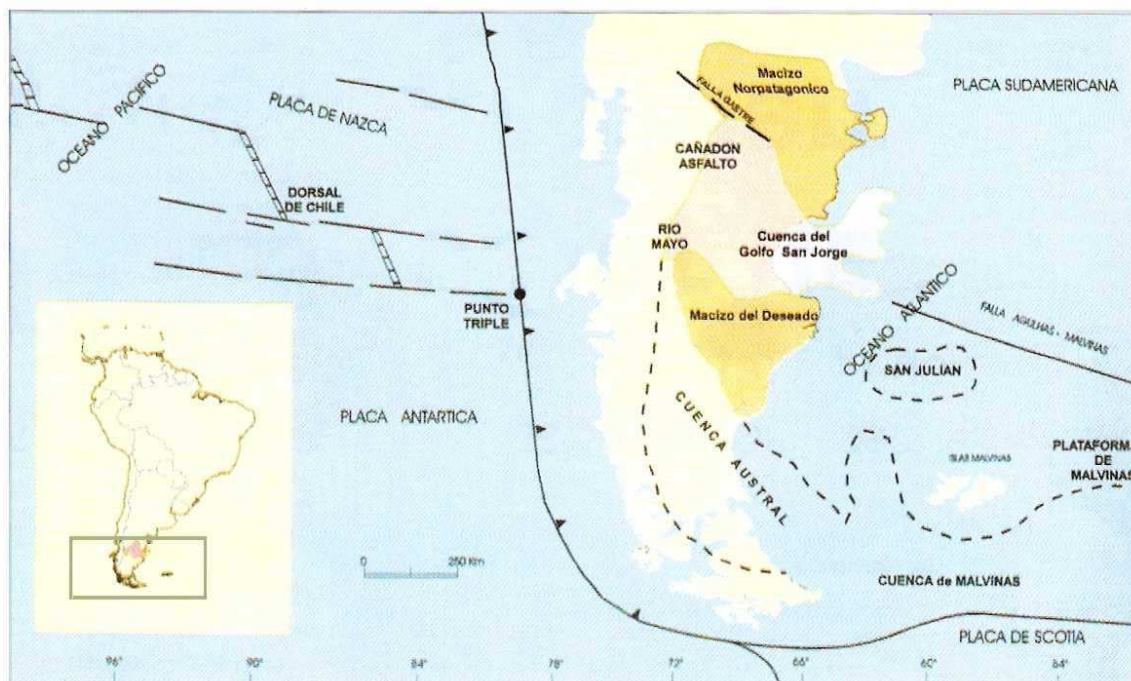 Macizo
Norpatagonico
PLACA SUDAMERICANA
OCEANO PACIFICO
PLACA DE NAZCA
FALLA GASTRE
CAÑADON
ASFALTO
DORSAL
DE CHILE
RIO
MAYO
Cuenca del
Golfo San Jorge
PUNTO
TRIPLE
Macizo del Deseado
OCEANO ATLANTICO
FALLA AGULHAS - MALVINAS
SAN JULIAN
PLACA ANTARTICA
CUENCA AUSTRAL
ISLAS MALVINAS
PLATAFORMA
DE
MALVINAS
0 250 Km
CUENCA de MALVINAS
PLACA DE SCOTIA
96° 90° 84° 78° 72° 66° 60° 54°